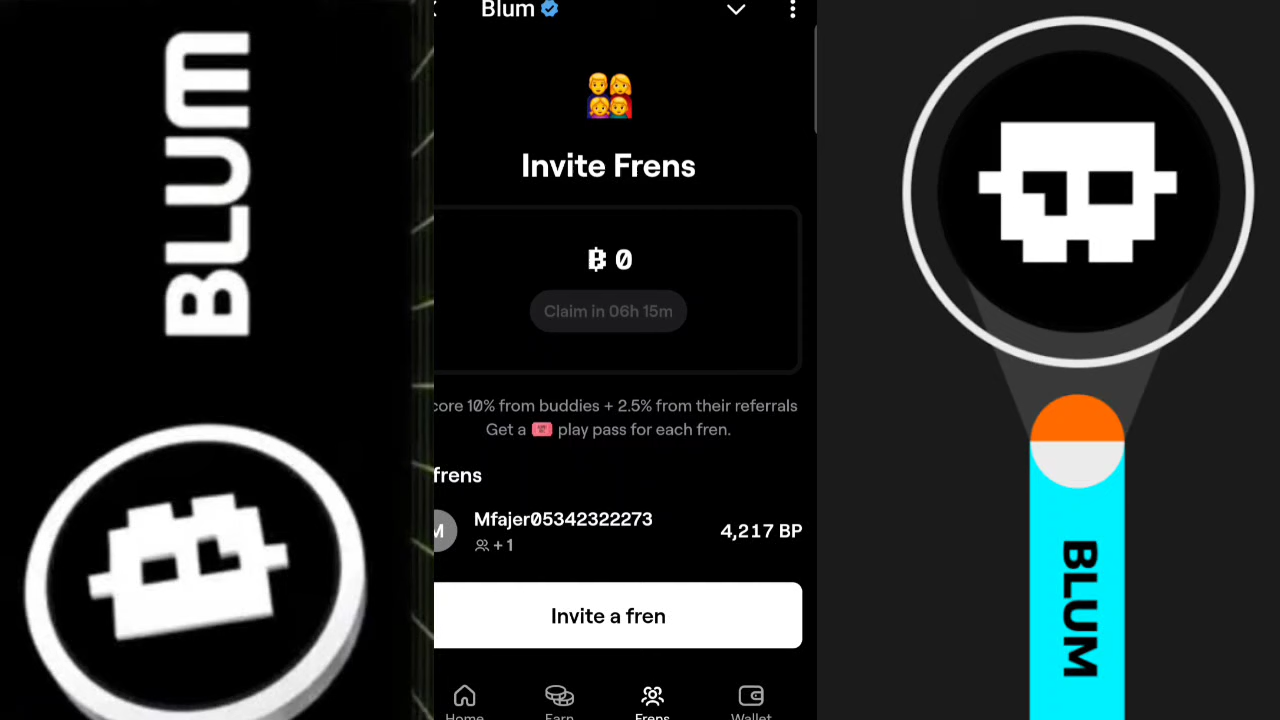 BLUM
Blum
Invite Frens
0
Claim in 06h 15m
core 10% from buddies + 2.5% from their referrals
Get a play pass for each fren.
frens
M
Mfajer05342322273
4,217 BP
+ 1
Invite a fren
Home
Earn
Frens
Wallet
BLUM